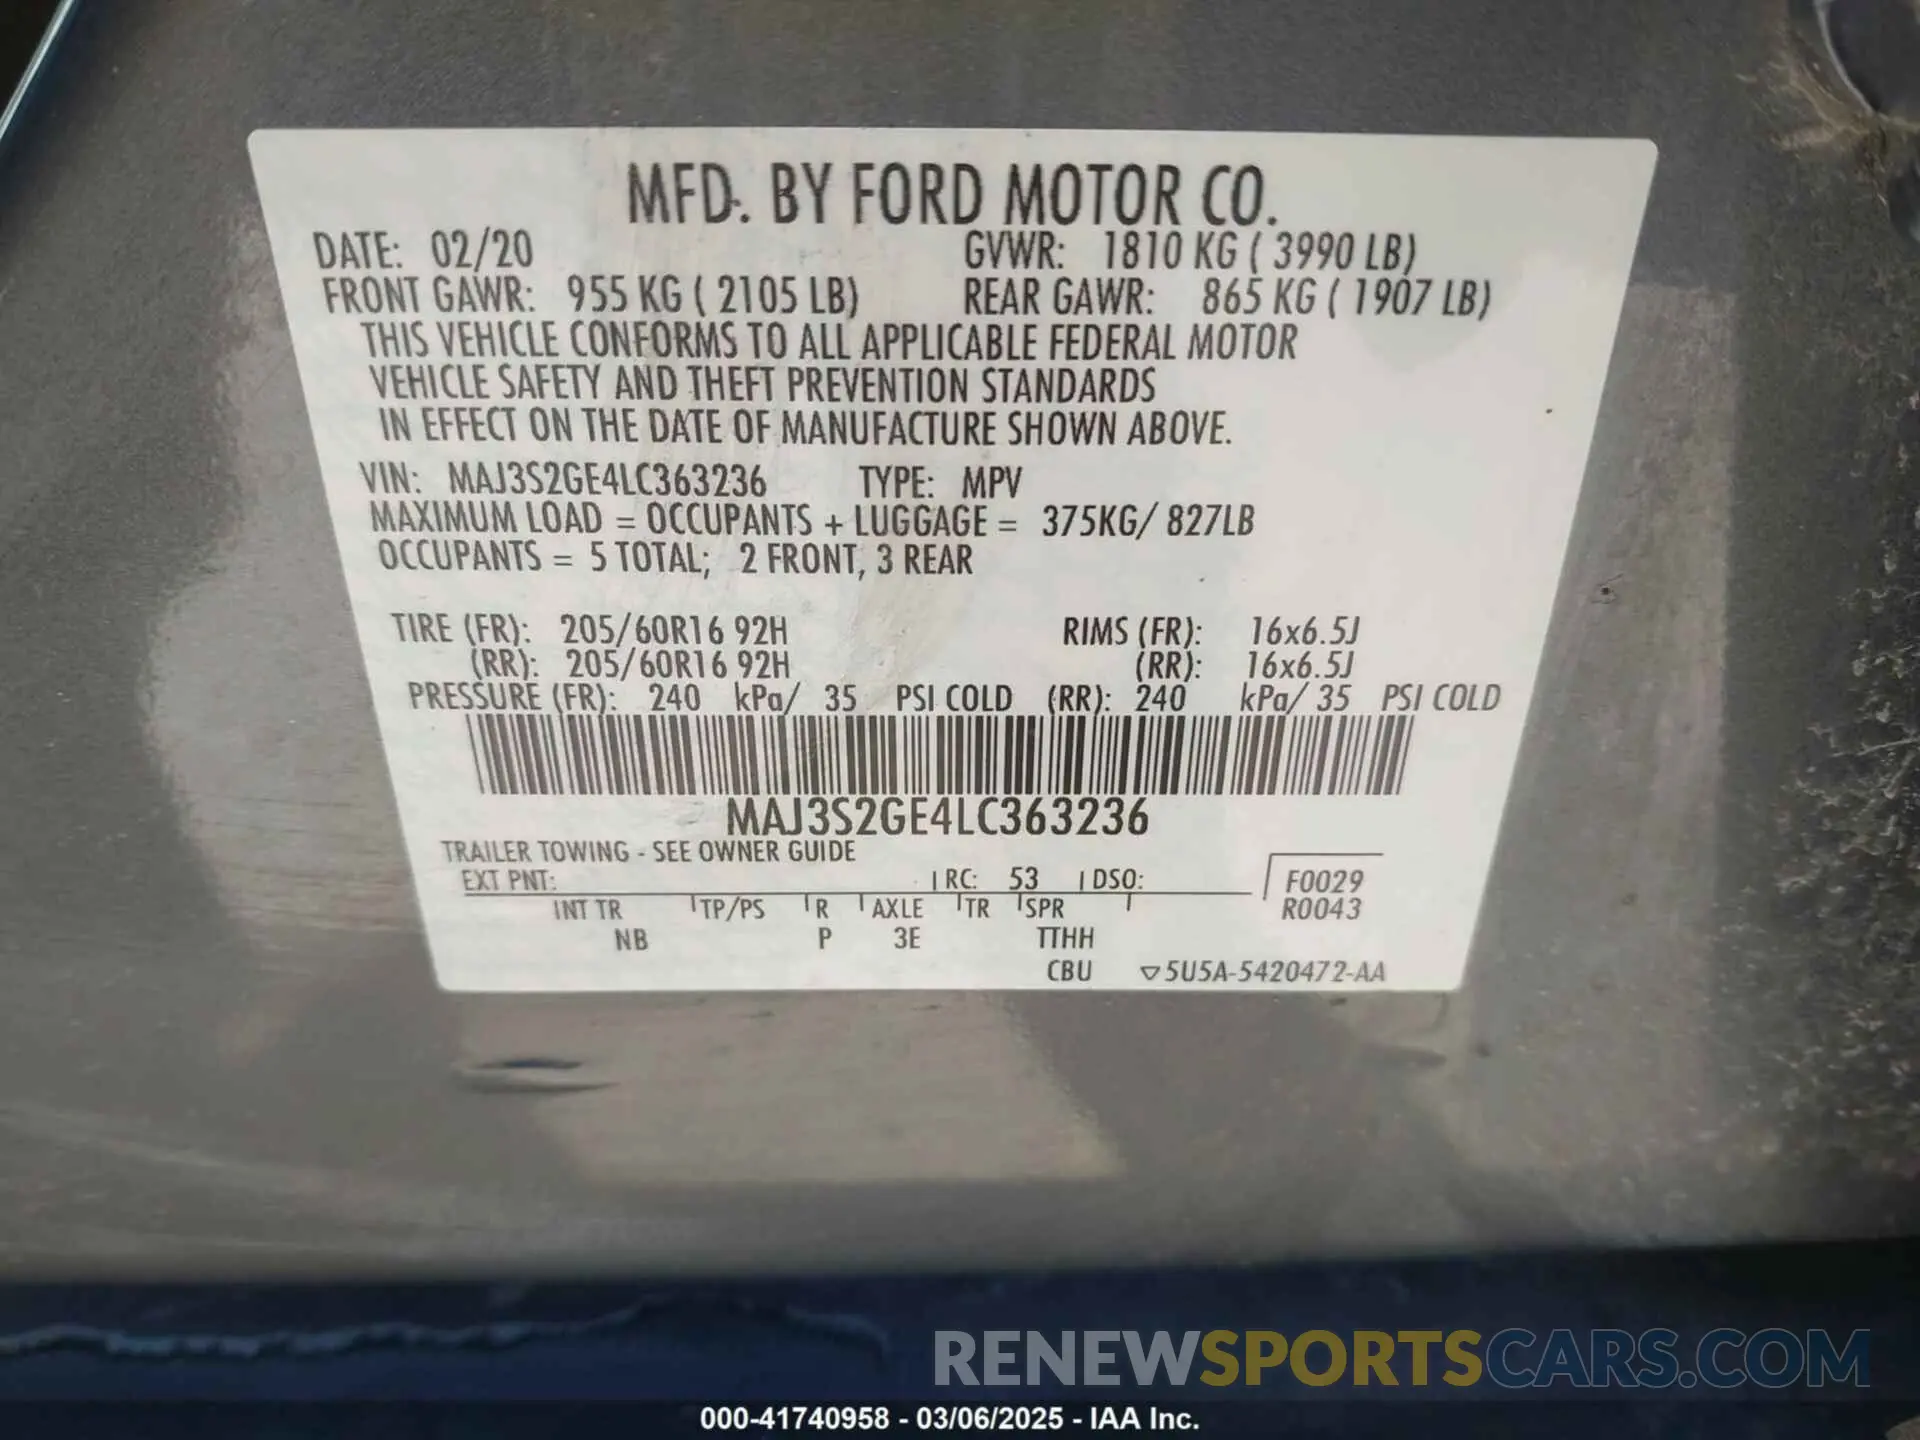 MFD. BY FORD MOTOR CO.
DATE: 02/20 GVWR: 1810 KG ( 3990 LB)
FRONT GAWR: 955 KG ( 2105 LB) REAR GAWR: 865 KG ( 1907 LB)
THIS VEHICLE CONFORMS TO ALL APPLICABLE FEDERAL MOTOR
VEHICLE SAFETY AND THEFT PREVENTION STANDARDS
IN EFFECT ON THE DATE OF MANUFACTURE SHOWN ABOVE.
VIN: MAJ3S2GE4LC363236 TYPE: MPV
MAXIMUM LOAD = OCCUPANTS + LUGGAGE = 375KG/ 827LB
OCCUPANTS = 5 TOTAL; 2 FRONT, 3 REAR
TIRE (FR): 205/60R16 92H RIMS (FR): 16x6.5J
(RR): 205/60R16 92H (RR): 16x6.5J
PRESSURE (FR): 240 kPa/ 35 PSI COLD (RR): 240 kPa/ 35 PSI COLD
MAJ3S2GE4LC363236
TRAILER TOWING - SEE OWNER GUIDE
EXT PNT: RC: 53 DSO: F0029
INT TR TP/PS R AXLE TR SPR R0043
NB P 3E TTHH
CBU ▽5U5A-5420472-AA
RENEWSPORTSCARS.COM
000-41740958 - 03/06/2025 - IAA Inc.